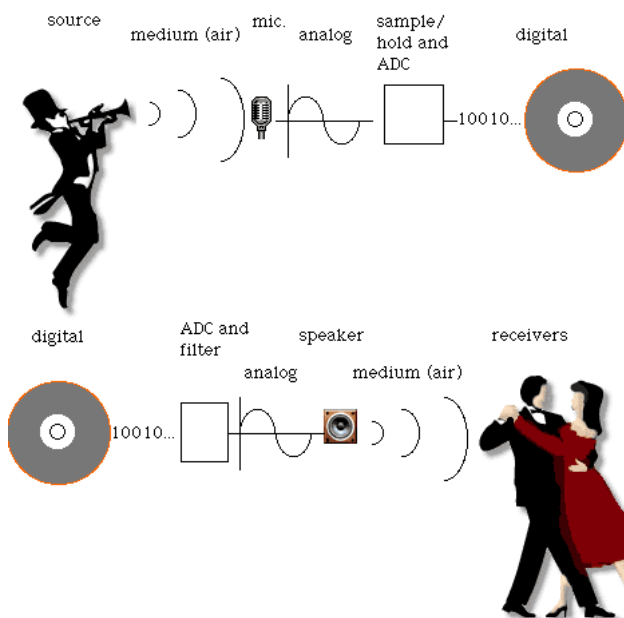 source
medium (air)
mic.
analog
sample/
hold and
ADC
digital
10010...
digital
ADC and
filter
speaker
receivers
analog
medium (air)
10010...